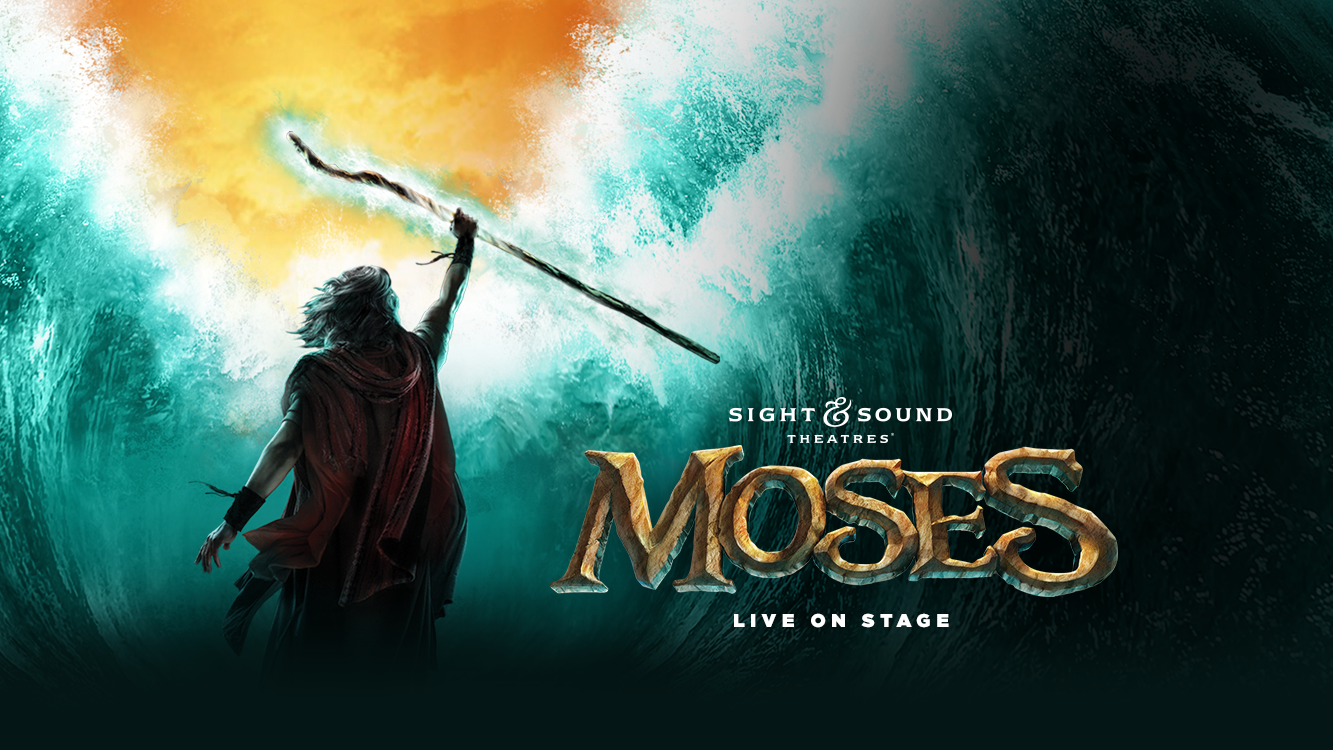 SIGHT & SOUND
THEATRES®
MOSES
LIVE ON STAGE